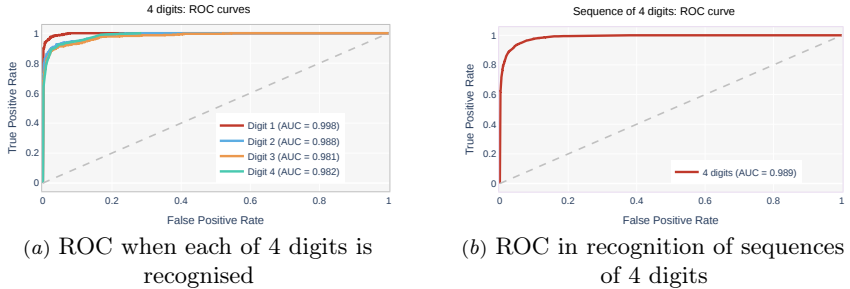 4 digits: ROC curves
True Positive Rate
1
0.8
0.6
0.4
0.2
0
Digit 1 (AUC = 0.998)
Digit 2 (AUC = 0.988)
Digit 3 (AUC = 0.981)
Digit 4 (AUC = 0.982)
0 0.2 0.4 0.6 0.8 1
False Positive Rate
(a) ROC when each of 4 digits is
recognised
Sequence of 4 digits: ROC curve
True Positive Rate
1
0.8
0.6
0.4
0.2
0
4 digits (AUC = 0.989)
0 0.2 0.4 0.6 0.8 1
False Positive Rate
(b) ROC in recognition of sequences
of 4 digits